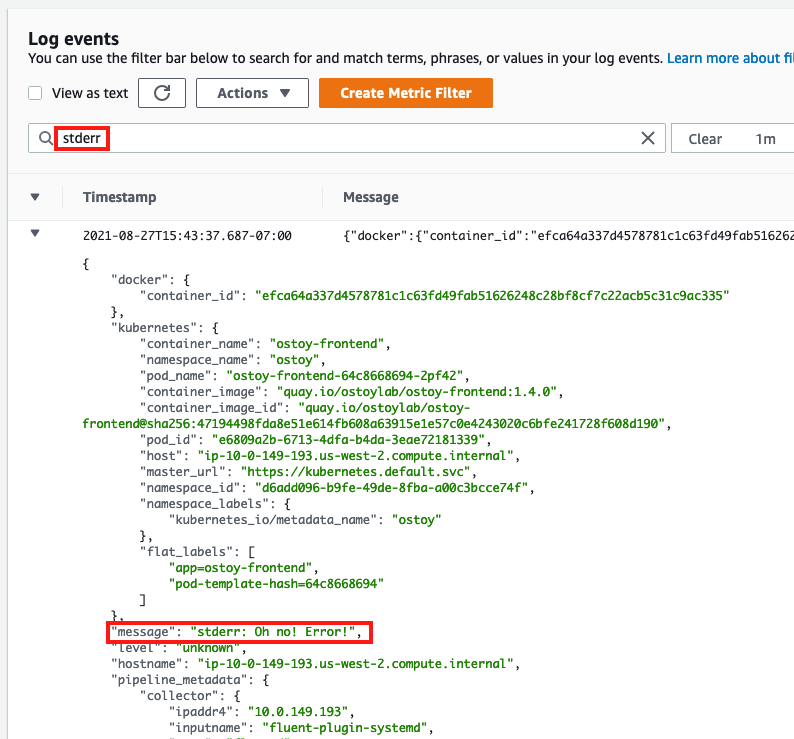 Log events
You can use the filter bar below to search for and match terms, phrases, or values in your log events. Learn more about fil
View as text
Actions
Create Metric Filter
stderr
Clear
1m
Timestamp
Message
2021-08-27T15:43:37.687-07:00
{"docker":{"container_id":"efca64a337d4578781c1c63fd49fab516262
{
"docker": {
"container_id": "efca64a337d4578781c1c63fd49fab51626248c28bf8cf7c22acb5c31c9ac335"
},
"kubernetes": {
"container_name": "ostoy-frontend",
"namespace_name": "ostoy",
"pod_name": "ostoy-frontend-64c8668694-2pf42",
"container_image": "quay.io/ostoylab/ostoy-frontend:1.4.0",
"container_image_id": "quay.io/ostoylab/ostoy-
frontend@sha256:47194498fda8e51e614fb608a63915e1e57c0e4243020c6bfe241728f608d190",
"pod_id": "e6809a2b-6713-4dfa-b4da-3eae72181339",
"host": "ip-10-0-149-193.us-west-2.compute.internal",
"master_url": "https://kubernetes.default.svc",
"namespace_id": "d6add096-b9fe-49de-8fba-a00c3bcce74f",
"namespace_labels": {
"kubernetes_io/metadata_name": "ostoy"
},
"flat_labels": [
"app=ostoy-frontend",
"pod-template-hash=64c8668694"
]
},
"message": "stderr: Oh no! Error!",
"level": "unknown",
"hostname": "ip-10-0-149-193.us-west-2.compute.internal",
"pipeline_metadata": {
"collector": {
"ipaddr4": "10.0.149.193",
"inputname": "fluent-plugin-systemd",